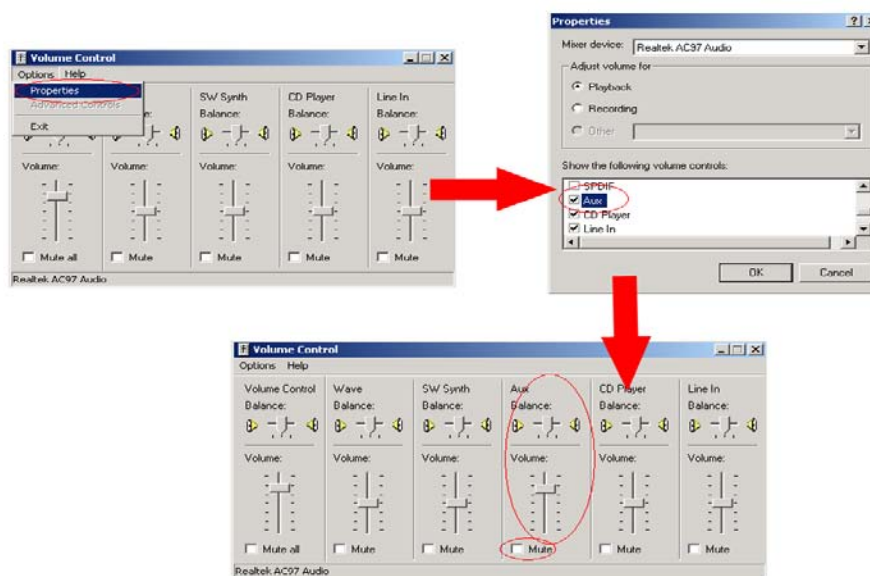 Volume Control
Options Help
Properties
Advanced Controls
Exit
SW Synth CD Player Line In
Balance: Balance: Balance:
Volume: Volume: Volume: Volume: Volume:
Mute all Mute Mute Mute Mute
Realtek AC97 Audio
Properties
Mixer device: Realtek AC97 Audio
Adjust volume for
Playback
Recording
Other
Show the following volume controls:
SPDIF
Aux
CD Player
Line In
OK Cancel
Volume Control
Options Help
Volume Control Wave SW Synth Aux CD Player Line In
Balance: Balance: Balance: Balance: Balance: Balance:
Volume: Volume: Volume: Volume: Volume: Volume:
Mute all Mute Mute Mute Mute Mute
Realtek AC97 Audio